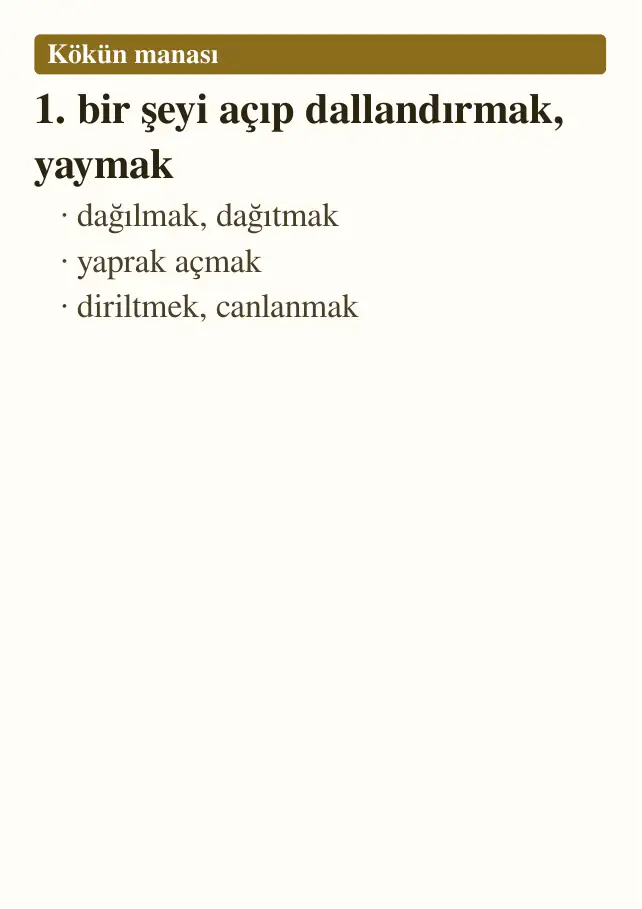 Kökün manası
1. bir şeyi açıp dallandırmak,
yaymak
· dağılmak, dağıtmak
· yaprak açmak
· diriltmek, canlanmak